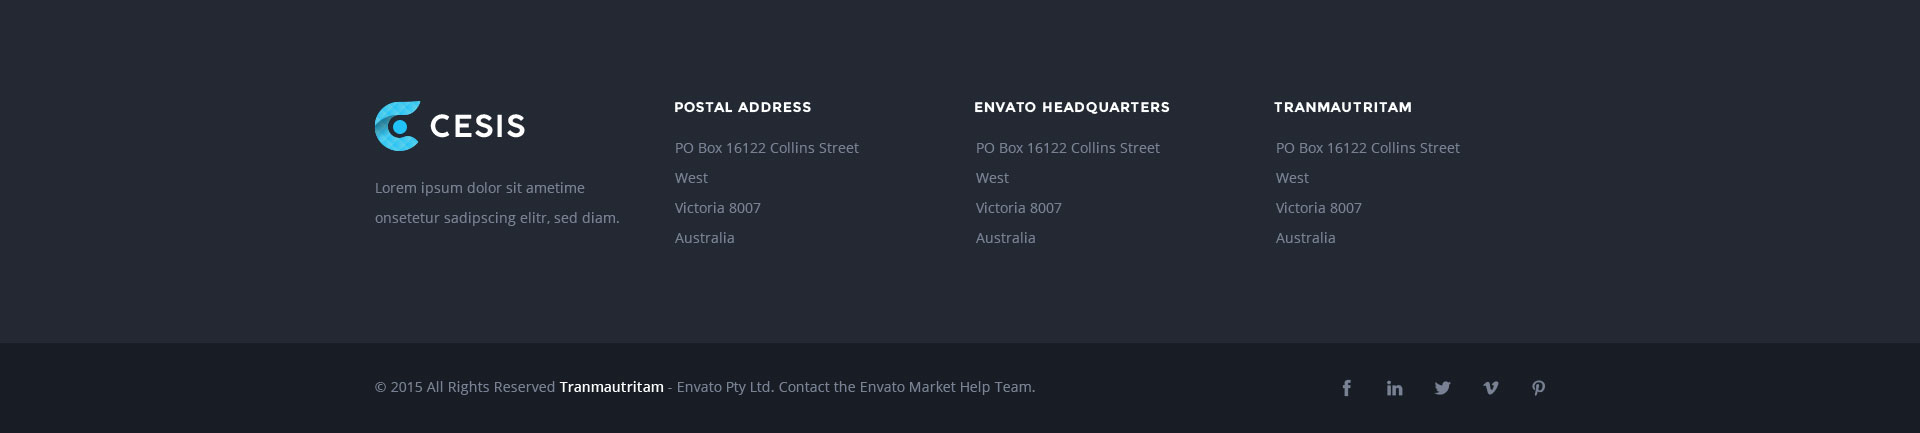 CESIS
Lorem ipsum dolor sit ametime
onsetetur sadipscing elitr, sed diam.
POSTAL ADDRESS
PO Box 16122 Collins Street
West
Victoria 8007
Australia
ENVATO HEADQUARTERS
PO Box 16122 Collins Street
West
Victoria 8007
Australia
TRANMAUTRITAM
PO Box 16122 Collins Street
West
Victoria 8007
Australia
© 2015 All Rights Reserved Tranmautritam - Envato Pty Ltd. Contact the Envato Market Help Team.